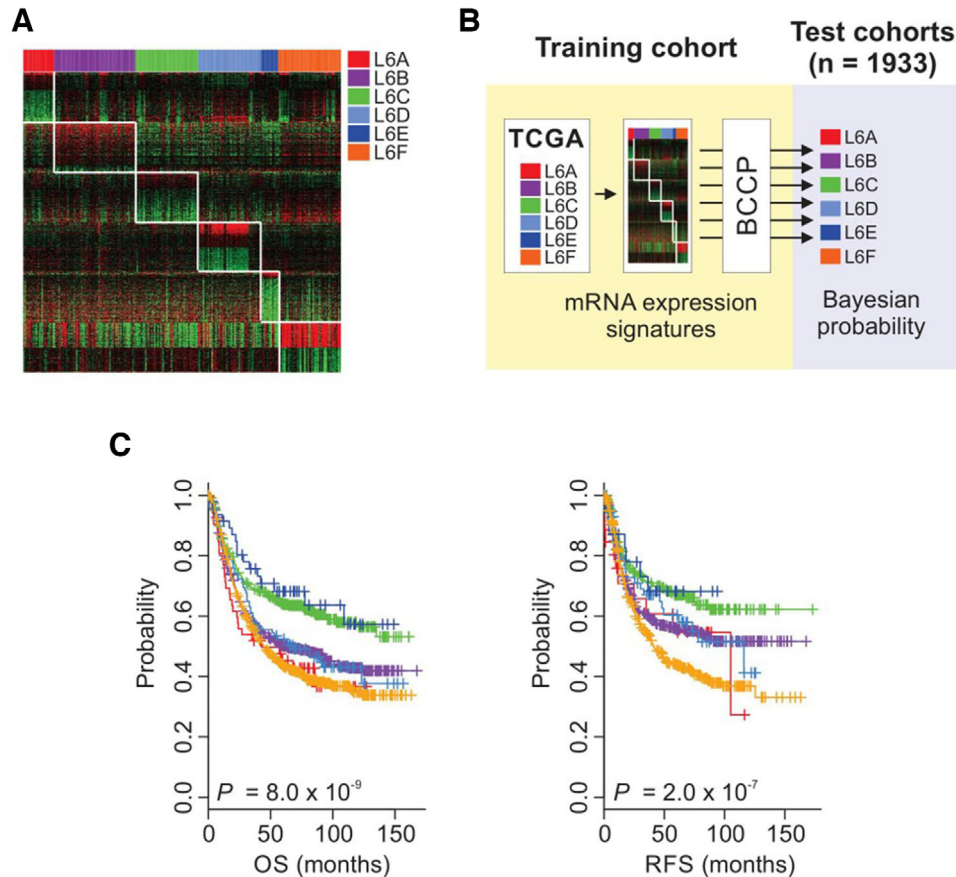 A
L6A
L6B
L6C
L6D
L6E
L6F
B
Training cohort
Test cohorts
(n = 1933)
TCGA
L6A
L6B
L6C
L6D
L6E
L6F
BCCP
L6A
L6B
L6C
L6D
L6E
L6F
mRNA expression
signatures
Bayesian
probability
C
Probability
1.0
0.8
0.6
0.4
0.2
0.0
P = 8.0 x 10-9
0 50 100 150
OS (months)
Probability
1.0
0.8
0.6
0.4
0.2
0.0
P = 2.0 x 10-7
0 50 100 150
RFS (months)